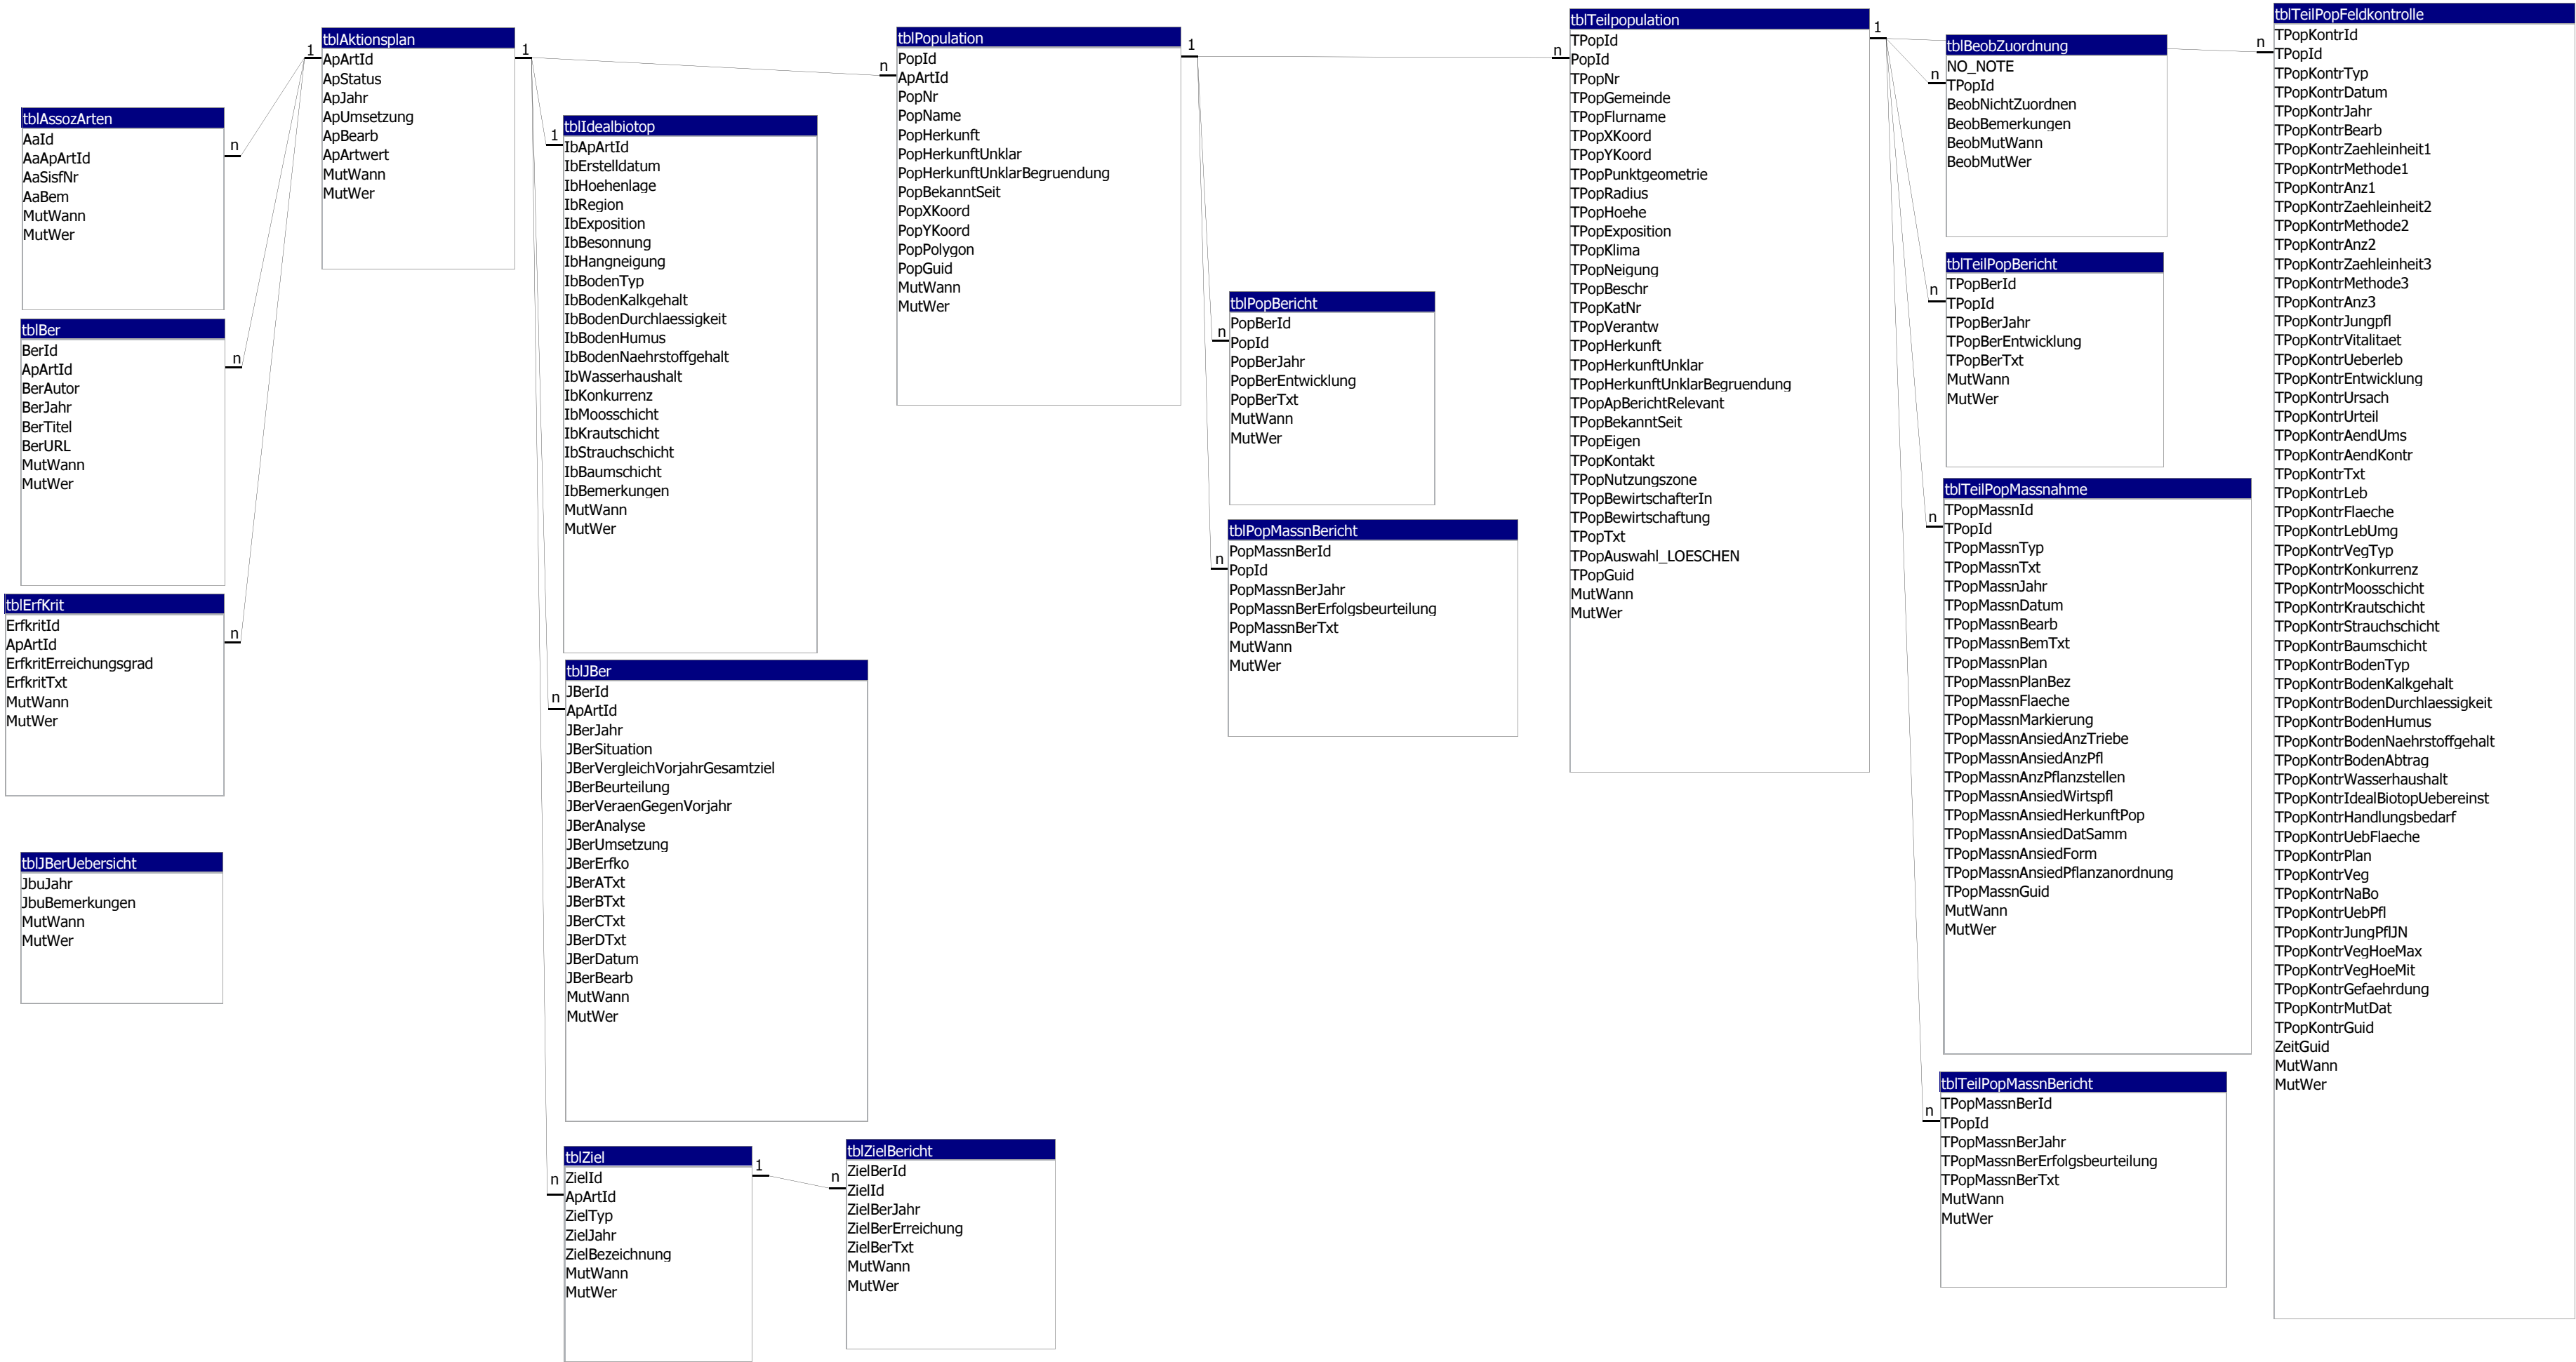 tblAssozArten
AaId
AaApArtId
AaSisfNr
AaBem
MutWann
MutWer
n
tblBer
BerId
ApArtId
BerAutor
BerJahr
BerTitel
BerURL
MutWann
MutWer
n
tblErfKrit
ErfkritId
ApArtId
ErfkritErreichungsgrad
ErfkritTxt
MutWann
MutWer
n
tblJBerUebersicht
JbuJahr
JbuBemerkungen
MutWann
MutWer
1
tblAktionsplan
ApArtId
ApStatus
ApJahr
ApUmsetzung
ApBearb
ApArtwert
MutWann
MutWer
1
1
tblIdealbiotop
IbApArtId
IbErstelldatum
IbHoehenlage
IbRegion
IbExposition
IbBesonnung
IbHangneigung
IbBodenTyp
IbBodenKalkgehalt
IbBodenDurchlaessigkeit
IbBodenHumus
IbBodenNaehrstoffgehalt
IbWasserhaushalt
IbKonkurrenz
IbMoosschicht
IbKrautschicht
IbStrauchschicht
IbBaumschicht
IbBemerkungen
MutWann
MutWer
n
tblJBer
JBerId
ApArtId
JBerJahr
JBerSituation
JBerVergleichVorjahrGesamtziel
JBerBeurteilung
JBerVeraenGegenVorjahr
JBerAnalyse
JBerUmsetzung
JBerErfko
JBerATxt
JBerBTxt
JBerCTxt
JBerDTxt
JBerDatum
JBerBearb
MutWann
MutWer
n
tblZiel
ZielId
ApArtId
ZielTyp
ZielJahr
ZielBezeichnung
MutWann
MutWer
1
n
tblZielBericht
ZielBerId
ZielId
ZielBerJahr
ZielBerErreichung
ZielBerTxt
MutWann
MutWer
n
tblPopulation
PopId
ApArtId
PopNr
PopName
PopHerkunft
PopHerkunftUnklar
PopHerkunftUnklarBegruendung
PopBekanntSeit
PopXKoord
PopYKoord
PopPolygon
PopGuid
MutWann
MutWer
1
n
tblPopBericht
PopBerId
PopId
PopBerJahr
PopBerEntwicklung
PopBerTxt
MutWann
MutWer
n
tblPopMassnBericht
PopMassnBerId
PopId
PopMassnBerJahr
PopMassnBerErfolgsbeurteilung
PopMassnBerTxt
MutWann
MutWer
n
tblTeilpopulation
TPopId
PopId
TPopNr
TPopGemeinde
TPopFlurname
TPopXKoord
TPopYKoord
TPopPunktgeometrie
TPopRadius
TPopHoehe
TPopExposition
TPopKlima
TPopNeigung
TPopBeschr
TPopKatNr
TPopVerantw
TPopHerkunft
TPopHerkunftUnklar
TPopHerkunftUnklarBegruendung
TPopApBerichtRelevant
TPopBekanntSeit
TPopEigen
TPopKontakt
TPopNutzungszone
TPopBewirtschafterIn
TPopBewirtschaftung
TPopTxt
TPopAuswahl_LOESCHEN
TPopGuid
MutWann
MutWer
1
n
tblBeobZuordnung
NO_NOTE
TPopId
BeobNichtZuordnen
BeobBemerkungen
BeobMutWann
BeobMutWer
n
tblTeilPopBericht
TPopBerId
TPopId
TPopBerJahr
TPopBerEntwicklung
TPopBerTxt
MutWann
MutWer
n
tblTeilPopMassnahme
TPopMassnId
TPopId
TPopMassnTyp
TPopMassnTxt
TPopMassnJahr
TPopMassnDatum
TPopMassnBearb
TPopMassnBemTxt
TPopMassnPlan
TPopMassnPlanBez
TPopMassnFlaeche
TPopMassnMarkierung
TPopMassnAnsiedAnzTriebe
TPopMassnAnsiedAnzPfl
TPopMassnAnzPflanzstellen
TPopMassnAnsiedWirtspfl
TPopMassnAnsiedHerkunftPop
TPopMassnAnsiedDatSamm
TPopMassnAnsiedForm
TPopMassnAnsiedPflanzanordnung
TPopMassnGuid
MutWann
MutWer
n
tblTeilPopMassnBericht
TPopMassnBerId
TPopId
TPopMassnBerJahr
TPopMassnBerErfolgsbeurteilung
TPopMassnBerTxt
MutWann
MutWer
n
tblTeilPopFeldkontrolle
TPopKontrId
TPopId
TPopKontrTyp
TPopKontrDatum
TPopKontrJahr
TPopKontrBearb
TPopKontrZaehleinheit1
TPopKontrMethode1
TPopKontrAnz1
TPopKontrZaehleinheit2
TPopKontrMethode2
TPopKontrAnz2
TPopKontrZaehleinheit3
TPopKontrMethode3
TPopKontrAnz3
TPopKontrJungpfl
TPopKontrVitalitaet
TPopKontrUeberleb
TPopKontrEntwicklung
TPopKontrUrsach
TPopKontrUrteil
TPopKontrAendUms
TPopKontrAendKontr
TPopKontrTxt
TPopKontrLeb
TPopKontrFlaeche
TPopKontrLebUmg
TPopKontrVegTyp
TPopKontrKonkurrenz
TPopKontrMoosschicht
TPopKontrKrautschicht
TPopKontrStrauchschicht
TPopKontrBaumschicht
TPopKontrBodenTyp
TPopKontrBodenKalkgehalt
TPopKontrBodenDurchlaessigkeit
TPopKontrBodenHumus
TPopKontrBodenNaehrstoffgehalt
TPopKontrBodenAbtrag
TPopKontrWasserhaushalt
TPopKontrIdealBiotopUebereinst
TPopKontrHandlungsbedarf
TPopKontrUebFlaeche
TPopKontrPlan
TPopKontrVeg
TPopKontrNaBo
TPopKontrUebPfl
TPopKontrJungPflJN
TPopKontrVegHoeMax
TPopKontrVegHoeMit
TPopKontrGefaehrdung
TPopKontrMutDat
TPopKontrGuid
ZeitGuid
MutWann
MutWer